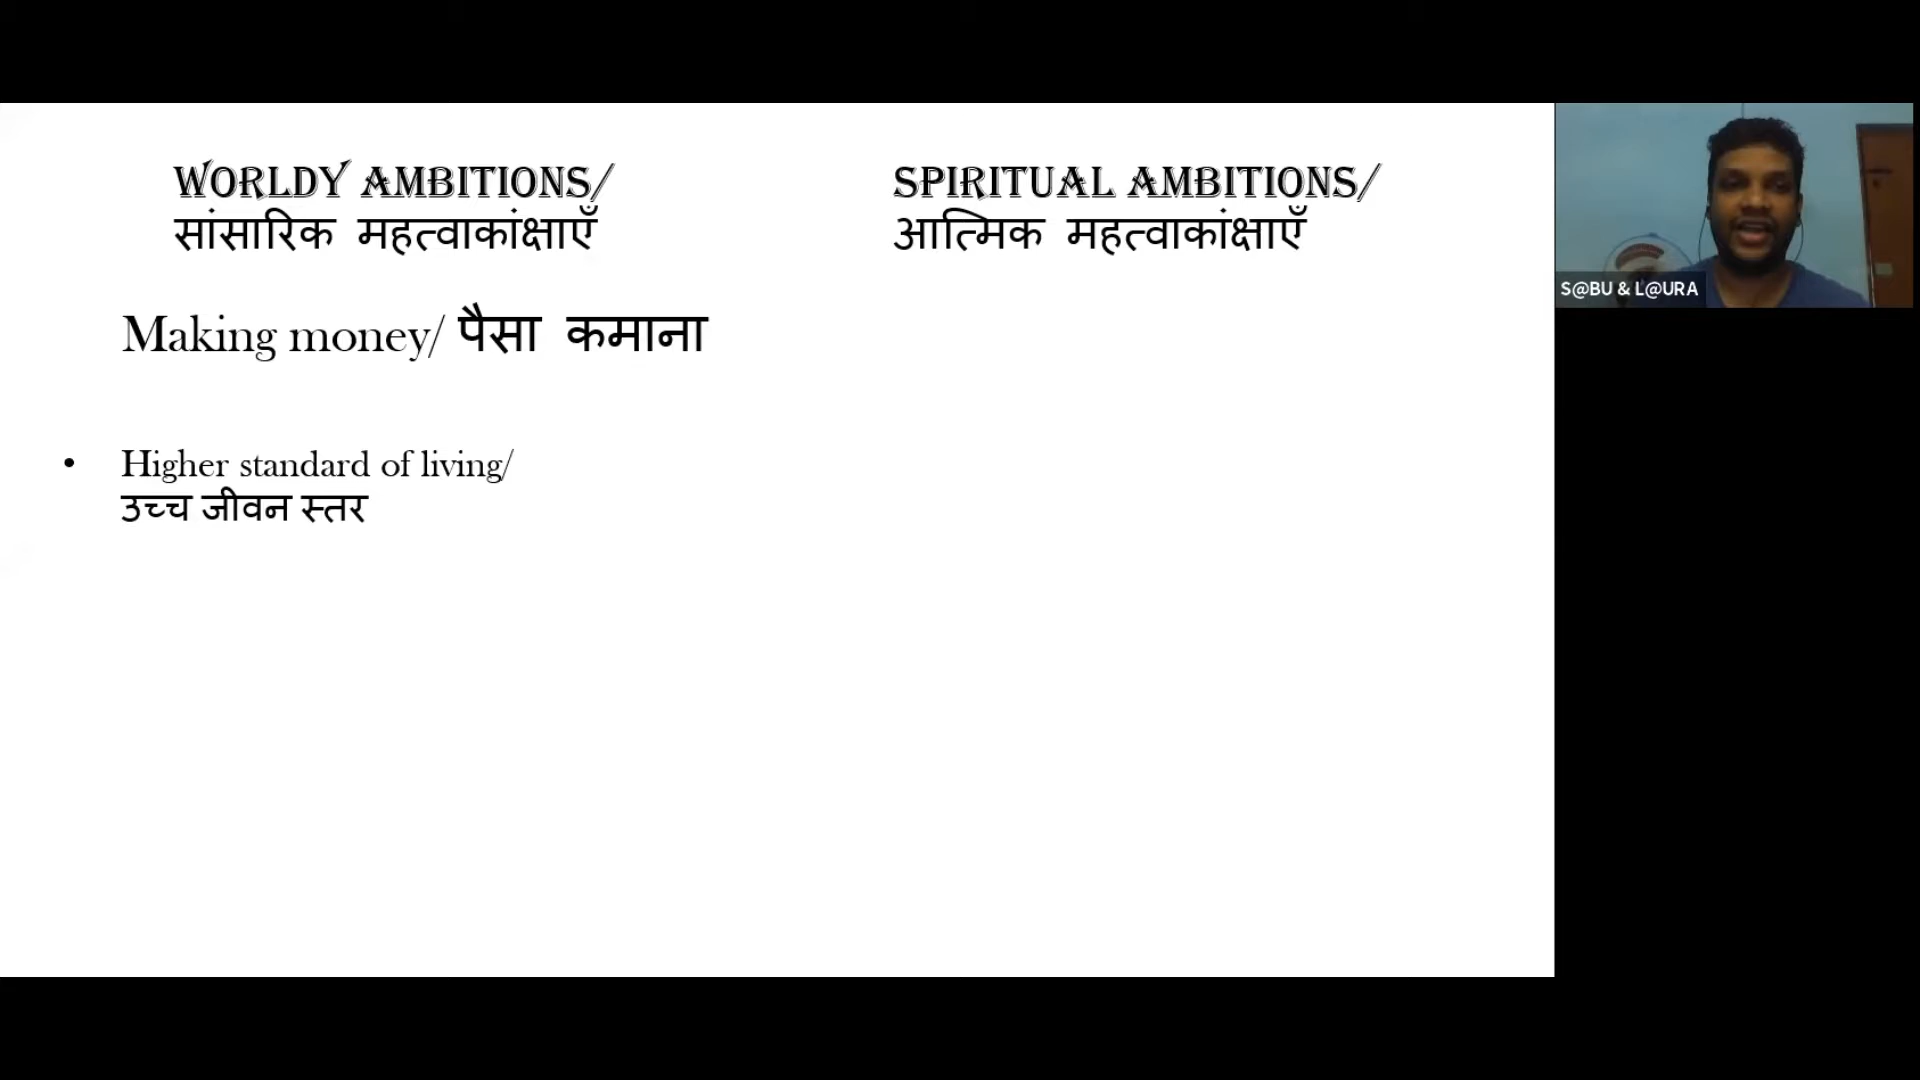 WORLDY AMBITIONS/
सांसारिक महत्वाकांक्षाएँ
Making money/ पैसा कमाना
• Higher standard of living/
उच्च जीवन स्तर
SPIRITUAL AMBITIONS/
आत्मिक महत्वाकांक्षाएँ
S@BU & L@URA